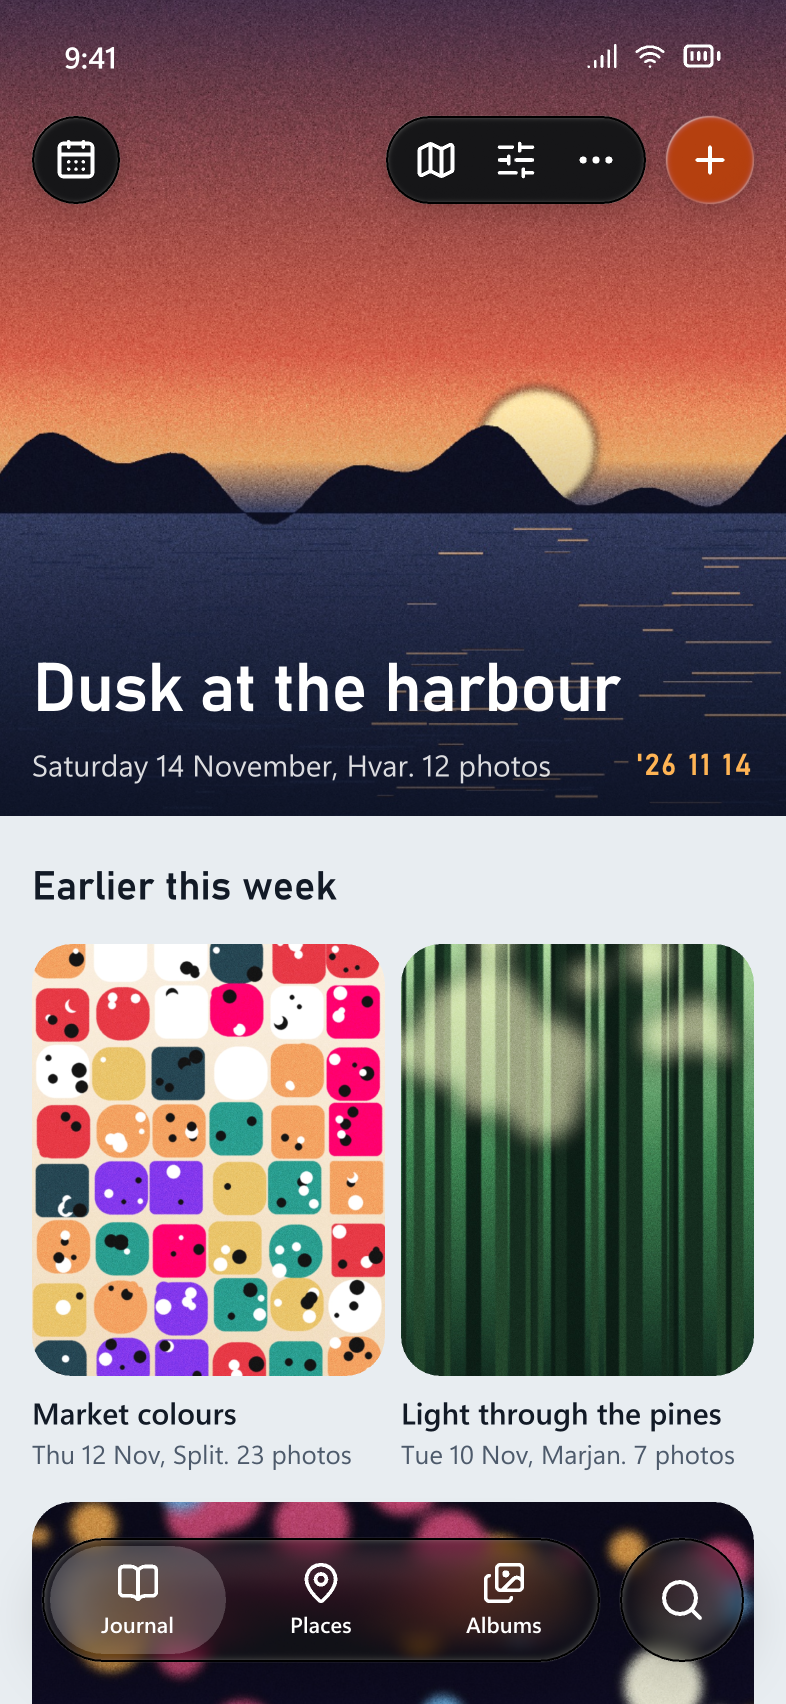 9:41
Dusk at the harbour
Saturday 14 November, Hvar. 12 photos
'26 11 14
Earlier this week
Market colours
Thu 12 Nov, Split. 23 photos
Light through the pines
Tue 10 Nov, Marjan. 7 photos
Journal
Places
Albums